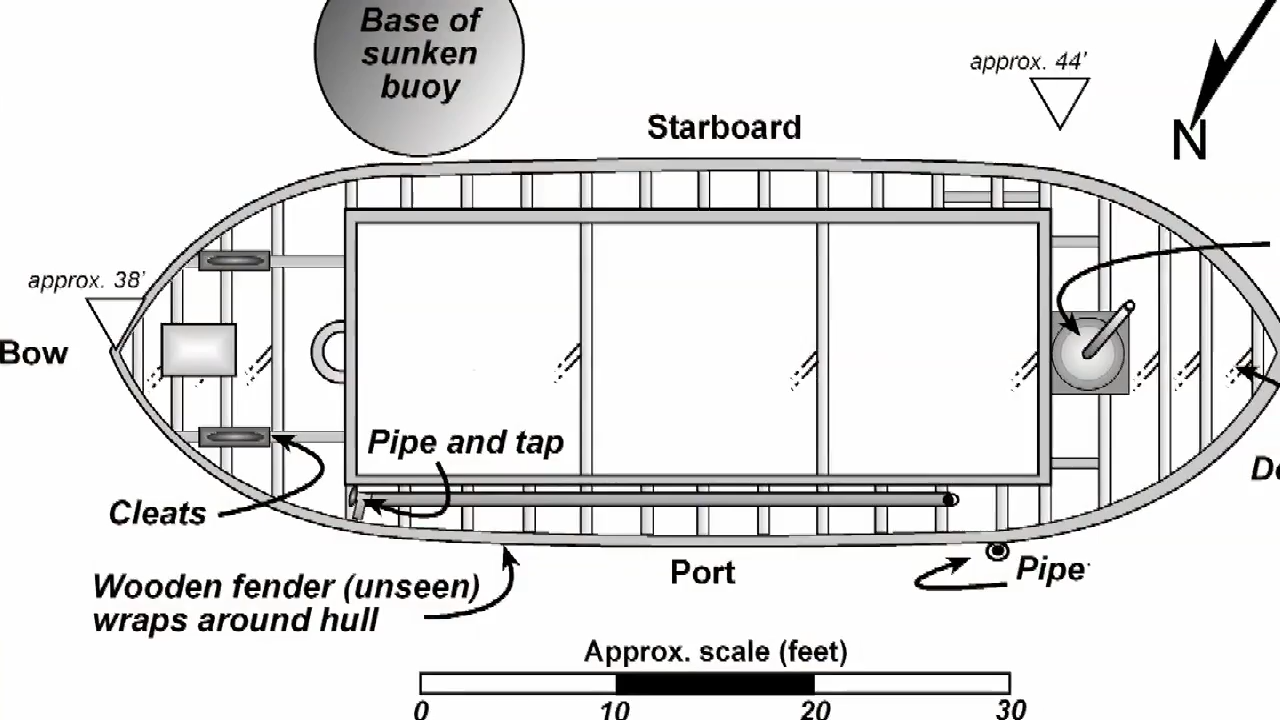 Base of
sunken
buoy
approx. 44'
Starboard
N
approx. 38'
Bow
Pipe and tap
Cleats
Port
Pipe
Wooden fender (unseen)
wraps around hull
Approx. scale (feet)
0 10 20 30